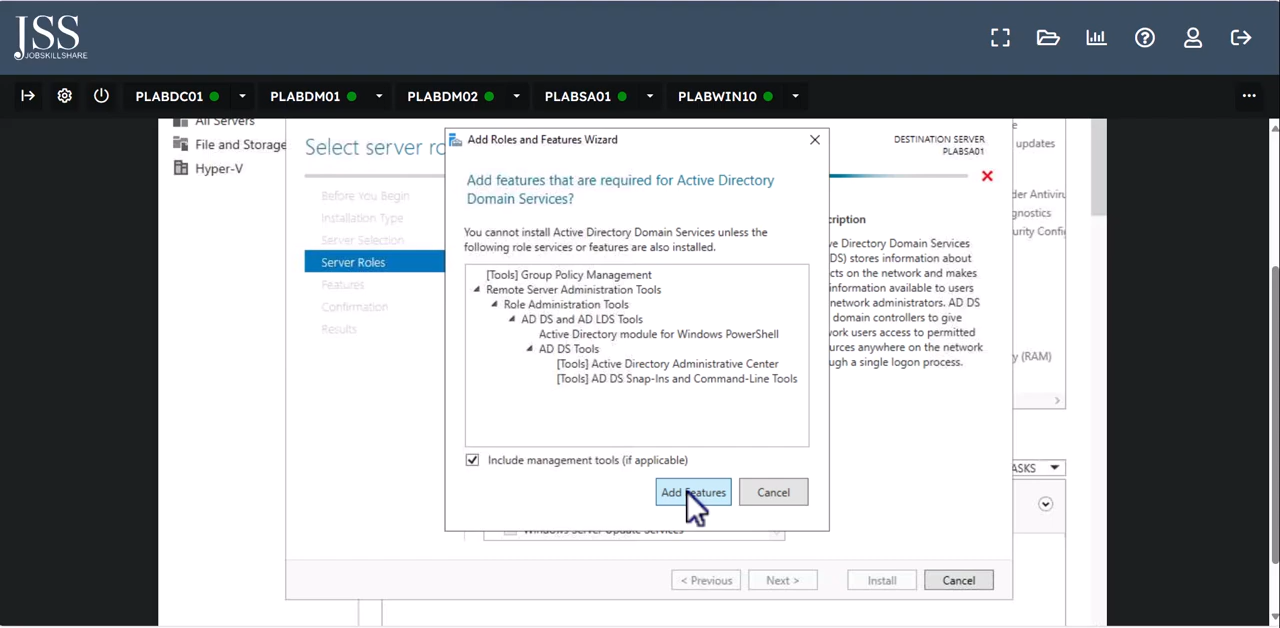 JSS
JOBSKILLSHARE
PLABDC01
PLABDM01
PLABDM02
PLABSA01
PLABWIN10
All Servers
File and Storage
Hyper-V
Select server ro
DESTINATION SERVER
PLABSA01
Before You Begin
Installation Type
Server Selection
Server Roles
Features
Confirmation
Results
Add Roles and Features Wizard
Add features that are required for Active Directory
Domain Services?
You cannot install Active Directory Domain Services unless the
following role services or features are also installed.
[Tools] Group Policy Management
Remote Server Administration Tools
Role Administration Tools
AD DS and AD LDS Tools
Active Directory module for Windows PowerShell
AD DS Tools
[Tools] Active Directory Administrative Center
[Tools] AD DS Snap-Ins and Command-Line Tools
Include management tools (if applicable)
Add Features
Cancel
cription
ve Directory Domain Services
DS) stores information about
cts on the network and makes
information available to users
network administrators. AD DS
domain controllers to give
work users access to permitted
urces anywhere on the network
ugh a single logon process.
updates
der Antiviru
gnostics
urity Config
y (RAM)
ASKS
Windows Server Update Services
< Previous
Next >
Install
Cancel